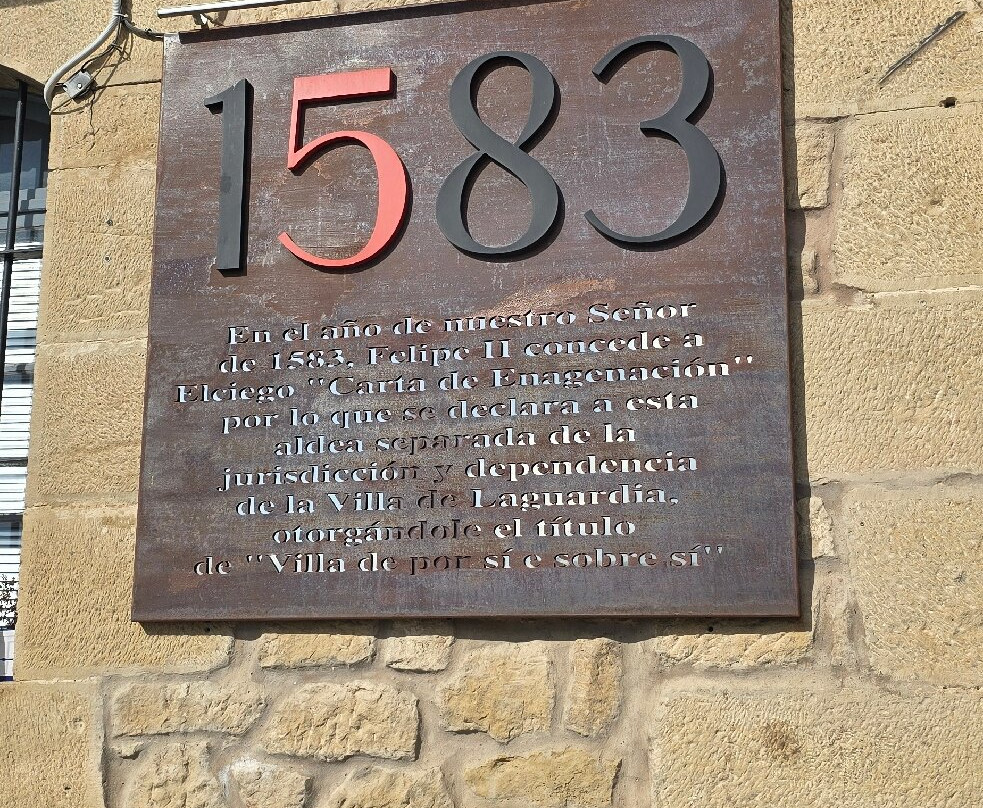 1583
En el año de nuestro Señor
de 1583, Felipe II concede a
Elciego "Carta de Enagenación"
por lo que se declara a esta
aldea separada de la
jurisdicción y dependencia
de la Villa de Laguardia,
otorgándole el título
de "Villa de por sí e sobre sí"